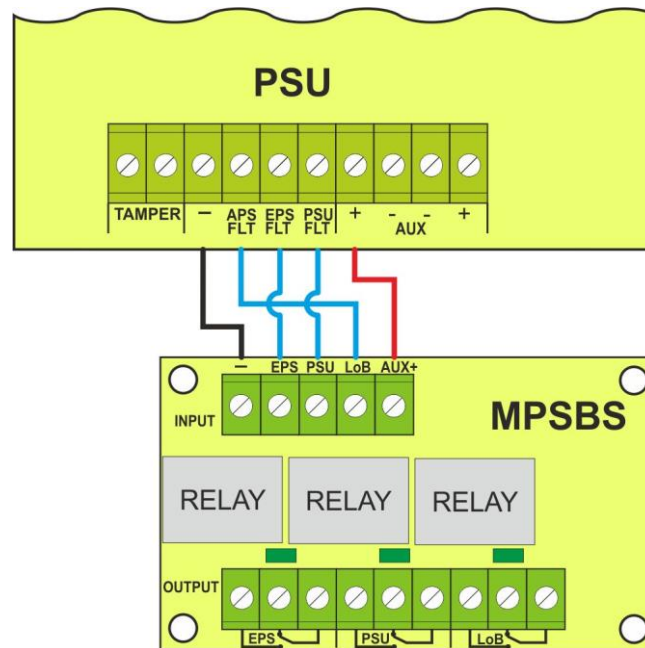 PSU
TAMPER – APS FLT EPS FLT PSU FLT + - - + AUX
– EPS PSU LoB AUX+
INPUT
MPSBS
RELAY RELAY RELAY
OUTPUT
EPS PSU LoB